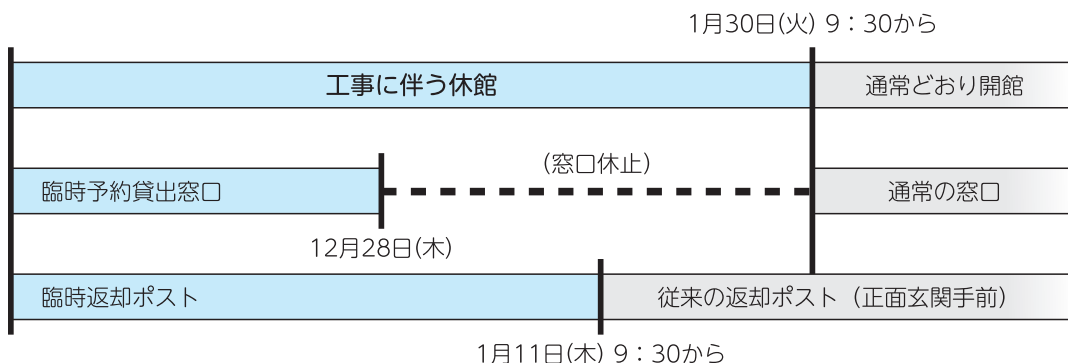 1月30日(火) 9：30から
工事に伴う休館
通常どおり開館
(窓口休止)
臨時予約貸出窓口
通常の窓口
12月28日(木)
臨時返却ポスト
従来の返却ポスト（正面玄関手前）
1月11日(木) 9：30から